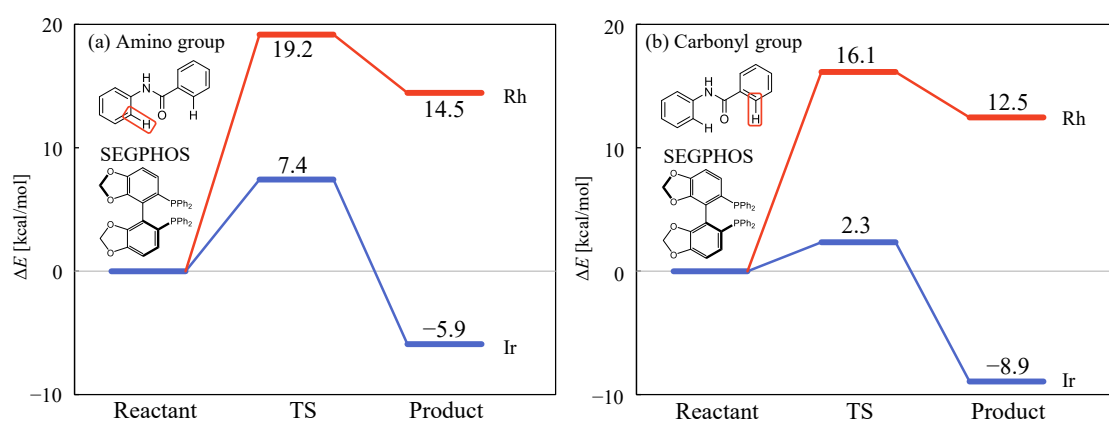 20
10
0
−10
ΔE [kcal/mol]
(a) Amino group
H
N
O
H
H
SEGPHOS
O
O
PPh2
PPh2
O
O
19.2
14.5
Rh
7.4
−5.9
Ir
Reactant
TS
Product
20
10
0
−10
ΔE [kcal/mol]
(b) Carbonyl group
H
N
O
H
H
SEGPHOS
O
O
PPh2
PPh2
O
O
16.1
12.5
Rh
2.3
−8.9
Ir
Reactant
TS
Product